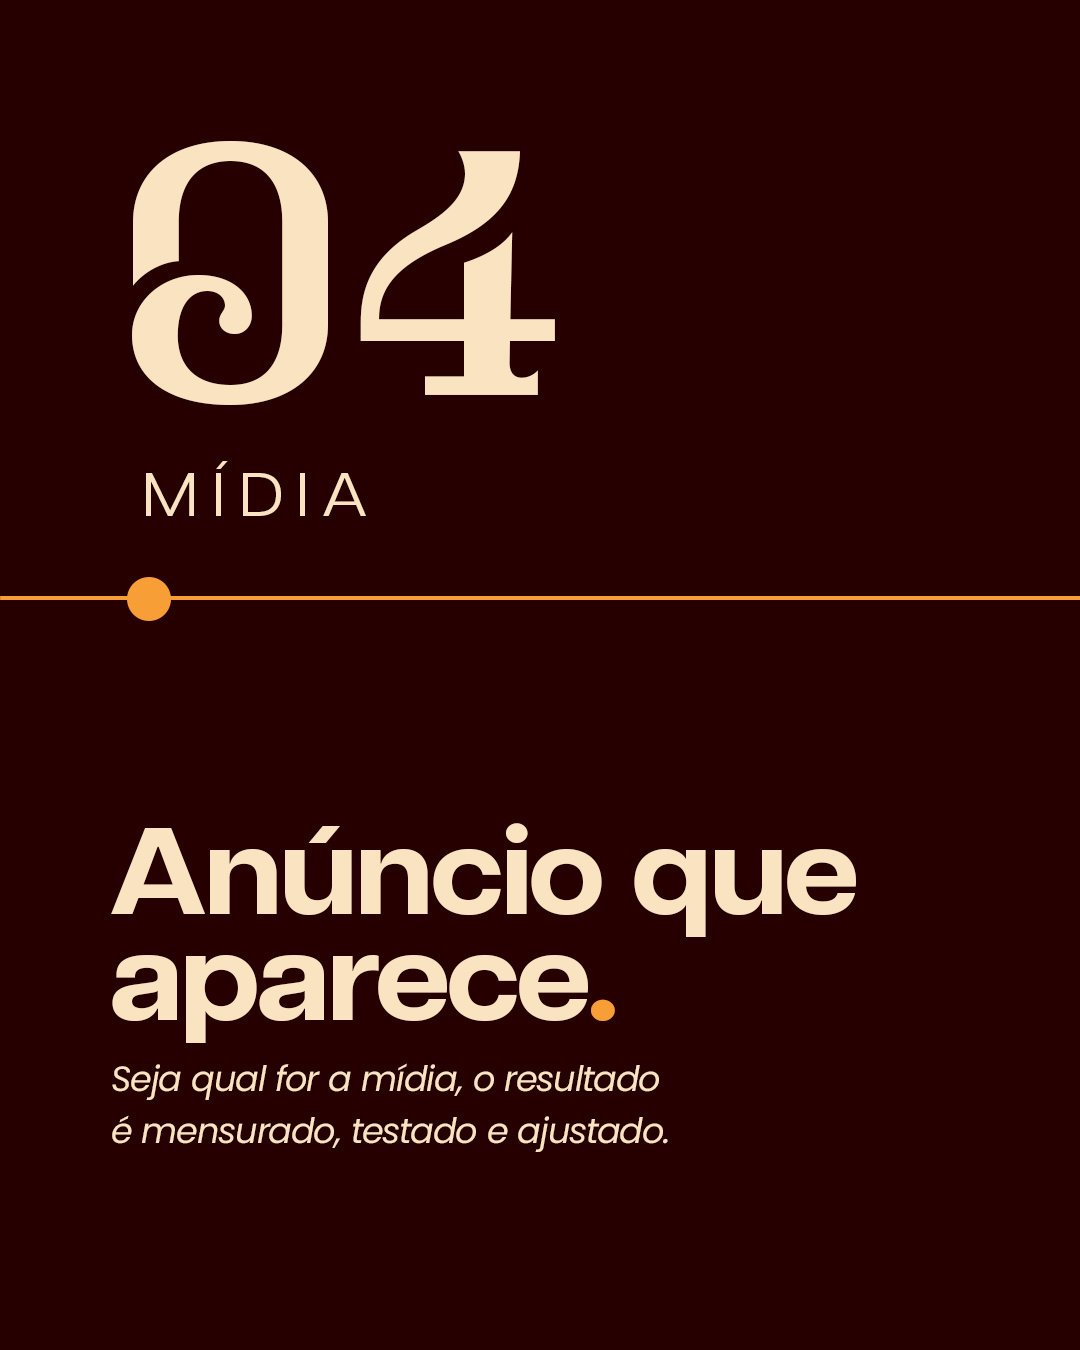 04
MÍDIA
Anúncio que
aparece.
Seja qual for a mídia, o resultado
é mensurado, testado e ajustado.